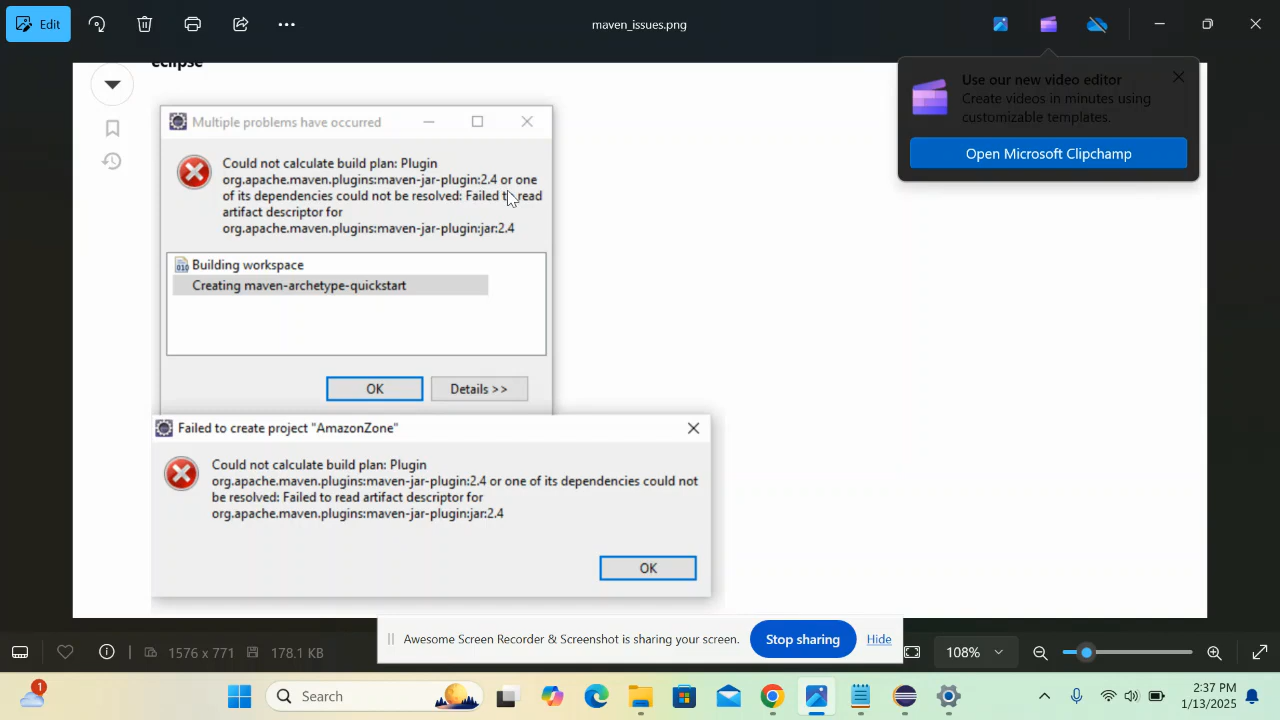 Edit
maven_issues.png
eclipse
Use our new video editor
Create videos in minutes using
customizable templates.
Open Microsoft Clipchamp
Multiple problems have occurred
Could not calculate build plan: Plugin
org.apache.maven.plugins:maven-jar-plugin:2.4 or one
of its dependencies could not be resolved: Failed to read
artifact descriptor for
org.apache.maven.plugins:maven-jar-plugin:jar:2.4
010 Building workspace
Creating maven-archetype-quickstart
OK
Details >>
Failed to create project "AmazonZone"
Could not calculate build plan: Plugin
org.apache.maven.plugins:maven-jar-plugin:2.4 or one of its dependencies could not
be resolved: Failed to read artifact descriptor for
org.apache.maven.plugins:maven-jar-plugin:jar:2.4
OK
Awesome Screen Recorder & Screenshot is sharing your screen.
Stop sharing
Hide
1576 x 771
178.1 KB
108%
1
Search
2:37 PM
1/13/2025